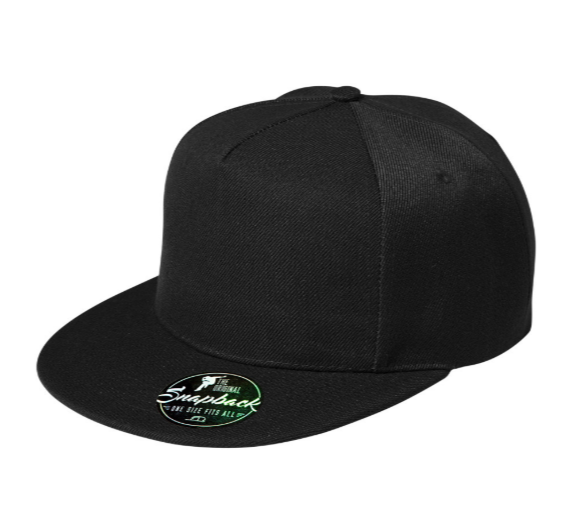 THE
ORIGINAL
Snapback
ONE SIZE FITS ALL